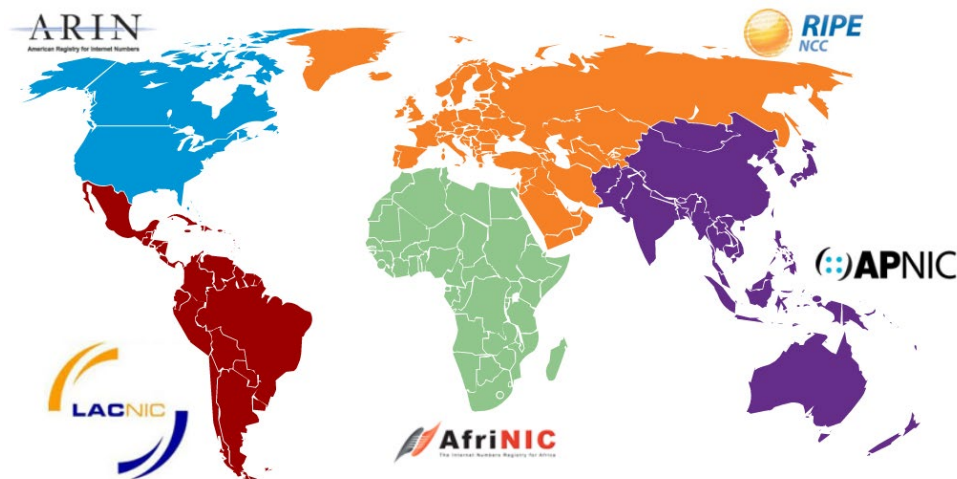 ARIN
American Registry for Internet Numbers
RIPE
NCC
APNIC
LACNIC
AfriNIC
The Internet Numbers Registry for Africa